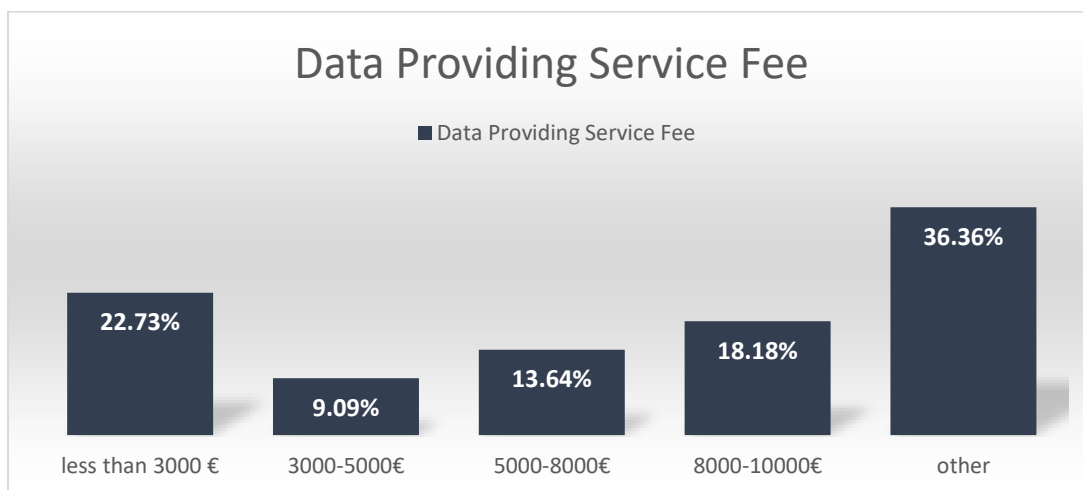 Data Providing Service Fee
Data Providing Service Fee
36.36%
22.73%
18.18%
13.64%
9.09%
less than 3000 €
3000-5000€
5000-8000€
8000-10000€
other